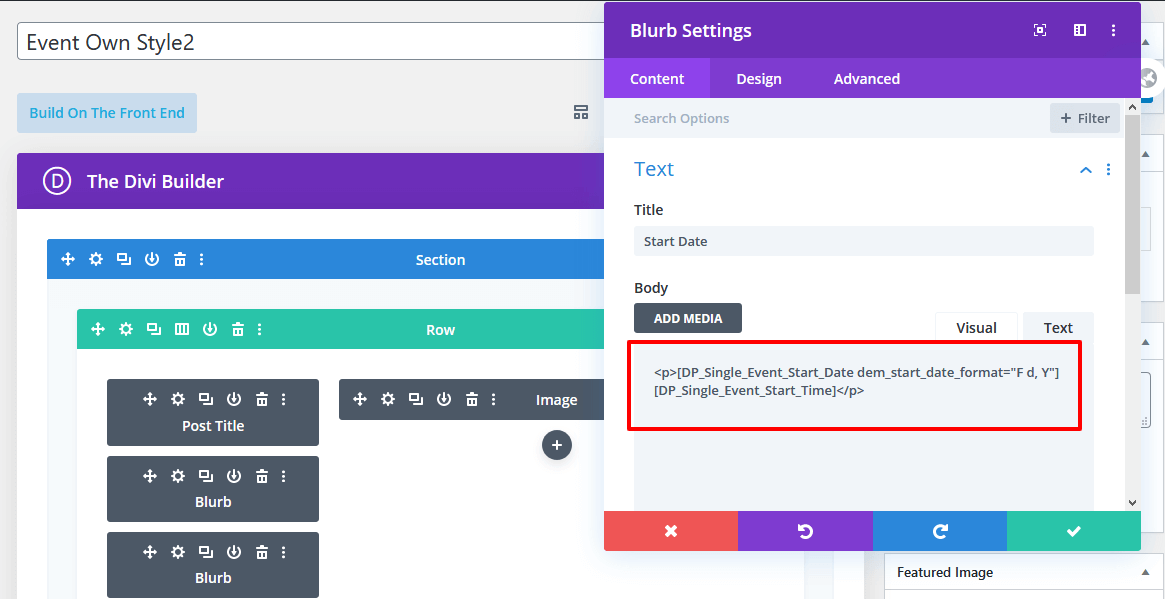 Event Own Style2
Build On The Front End
The Divi Builder
Section
Row
Post Title
Image
Blurb
Blurb
Blurb Settings
Content
Design
Advanced
Search Options
+ Filter
Text
Title
Start Date
Body
ADD MEDIA
Visual
Text
<p>[DP_Single_Event_Start_Date dem_start_date_format="F d, Y"]
[DP_Single_Event_Start_Time]</p>
Featured Image